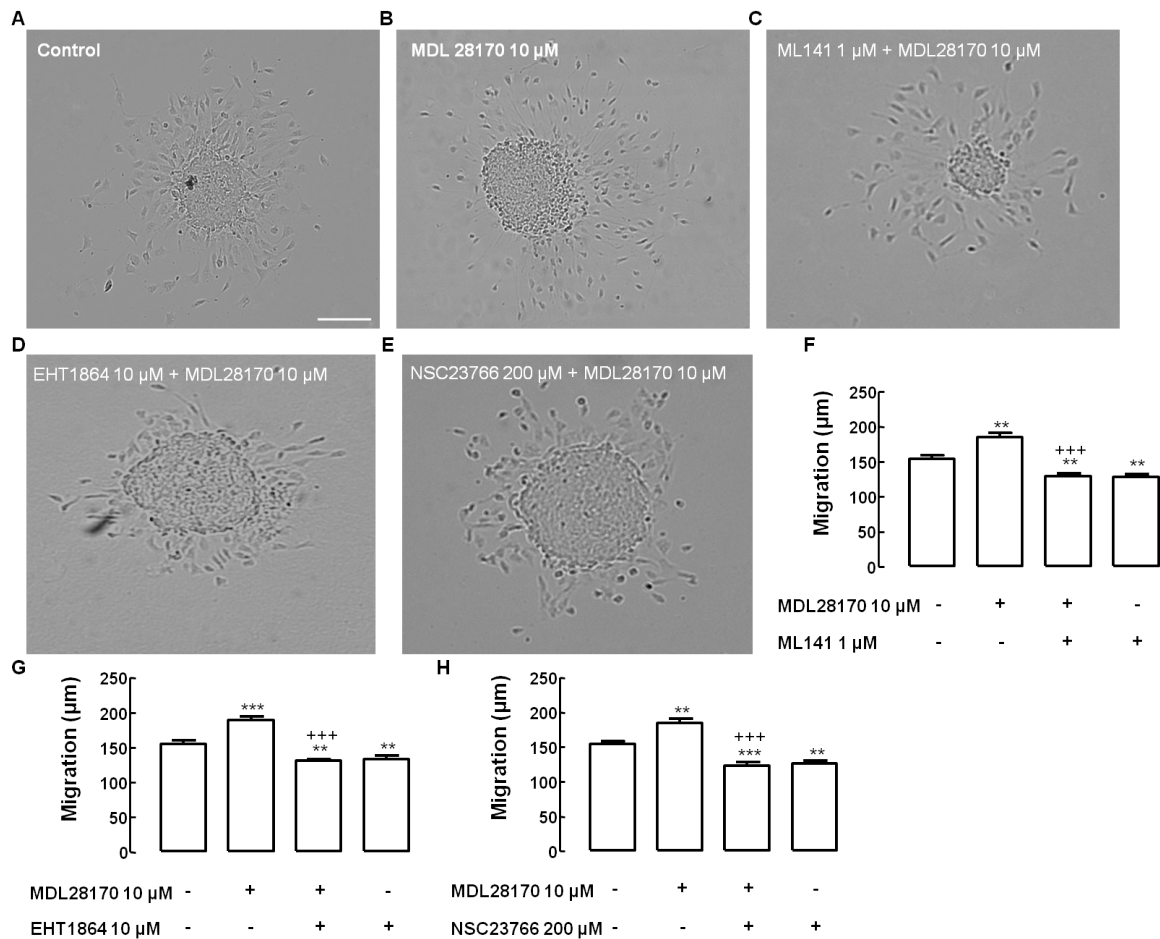 A
B
C
Control
MDL 28170 10 µM
ML141 1 µM + MDL28170 10 µM
D
E
F
EHT1864 10 µM + MDL28170 10 µM
NSC23766 200 µM + MDL28170 10 µM
Migration (µm)
250
200
150
100
50
0
**
+++
**
**
MDL28170 10 µM - + + -
ML141 1 µM - - + +
G
Migration (µm)
250
200
150
100
50
0
***
+++
**
**
MDL28170 10 µM - + + -
EHT1864 10 µM - - + +
H
Migration (µm)
250
200
150
100
50
0
**
+++
***
**
MDL28170 10 µM - + + -
NSC23766 200 µM - - + +